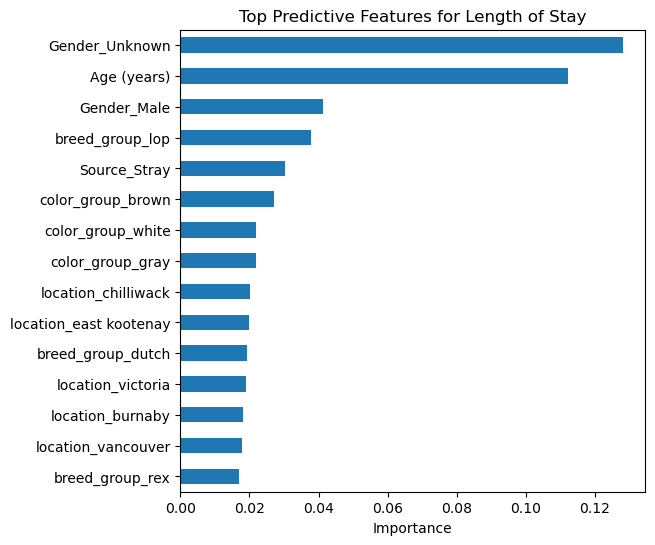 Top Predictive Features for Length of Stay
Gender_Unknown
Age (years)
Gender_Male
breed_group_lop
Source_Stray
color_group_brown
color_group_white
color_group_gray
location_chilliwack
location_east kootenay
breed_group_dutch
location_victoria
location_burnaby
location_vancouver
breed_group_rex
0.00 0.02 0.04 0.06 0.08 0.10 0.12
Importance